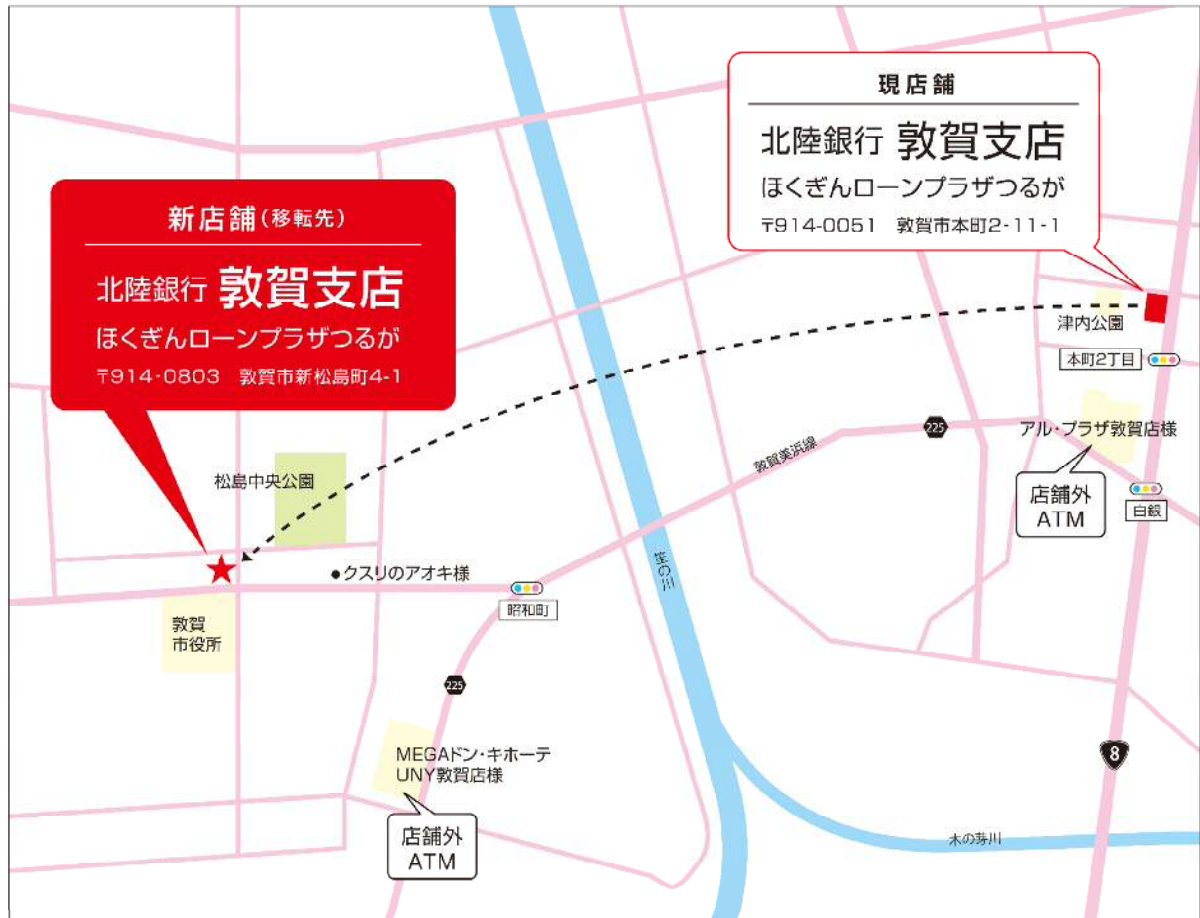 現店舗
北陸銀行 敦賀支店
ほくぎんローンプラザつるが
〒914-0051 敦賀市本町2-11-1
新店舗(移転先)
北陸銀行 敦賀支店
ほくぎんローンプラザつるが
〒914-0803 敦賀市新松島町4-1
津内公園
本町2丁目
アル・プラザ敦賀店様
店舗外
ATM
白銀
225
敦賀美浜線
松島中央公園
クスリのアオキ様
昭和町
笙の川
敦賀
市役所
225
MEGAドン・キホーテ
UNY敦賀店様
店舗外
ATM
8
木の芽川